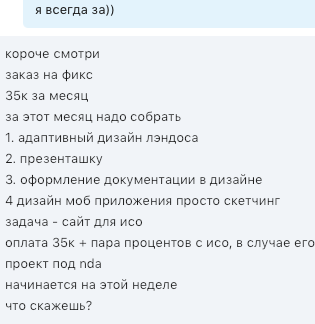 я всегда за))
короче смотри
заказ на фикс
35к за месяц
за этот месяц надо собрать
1. адаптивный дизайн лэндоса
2. презенташку
3. оформление документации в дизайне
4 дизайн моб приложения просто скетчинг
задача - сайт для исо
оплата 35к + пара процентов с исо, в случае его
проект под nda
начинается на этой неделе
что скажешь?